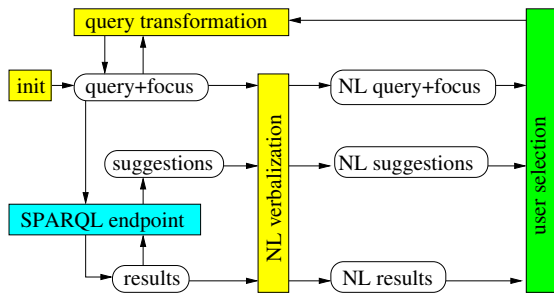 query transformation
init
query+focus
NL query+focus
suggestions
NL verbalization
NL suggestions
user selection
SPARQL endpoint
results
NL results